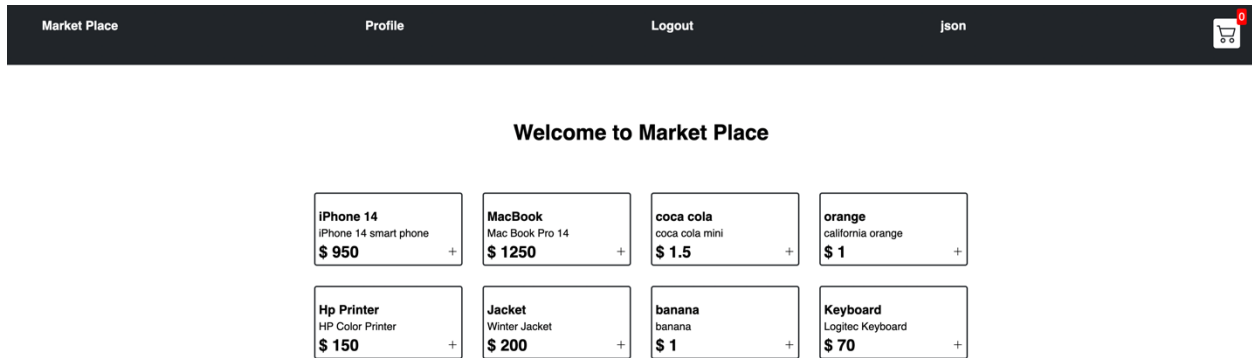 Market Place Profile Logout json 0
Welcome to Market Place
iPhone 14 MacBook coca cola orange
iPhone 14 smart phone Mac Book Pro 14 coca cola mini california orange
$ 950 + $ 1250 + $ 1.5 + $ 1 +
Hp Printer Jacket banana Keyboard
HP Color Printer Winter Jacket banana Logitec Keyboard
$ 150 + $ 200 + $ 1 + $ 70 +